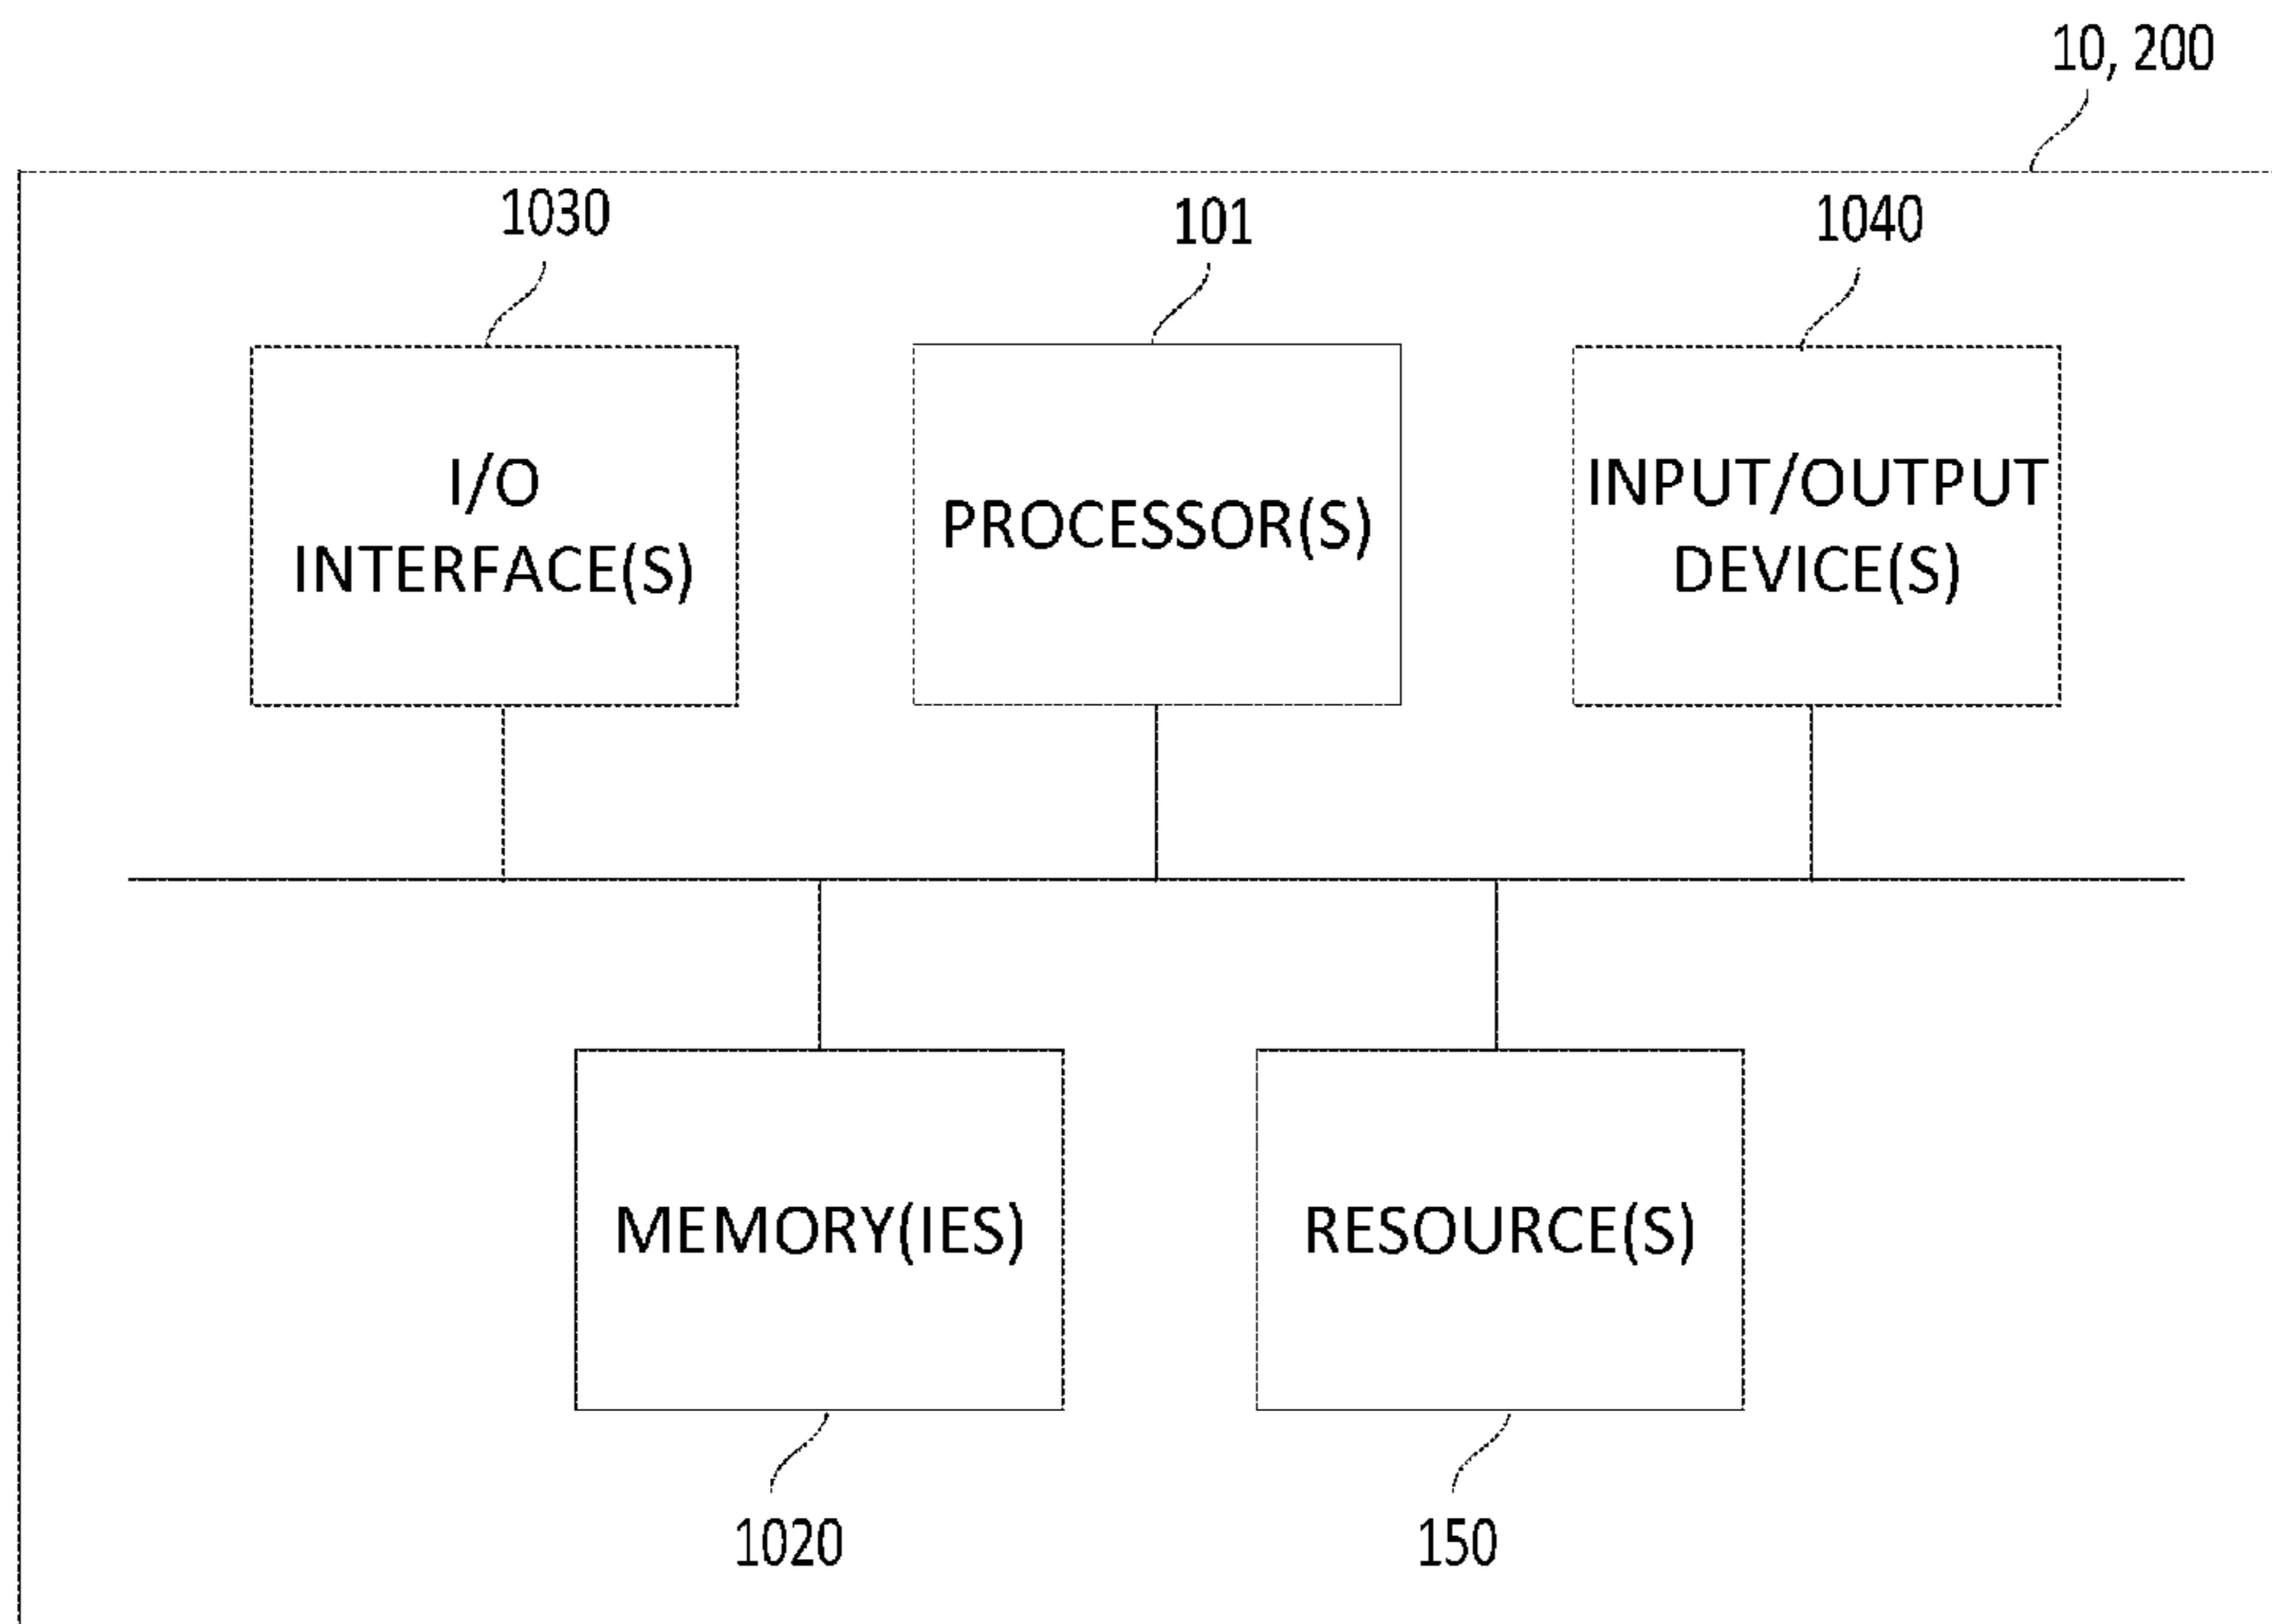 10, 200
1030
101
1040
I/O
INTERFACE(S)
PROCESSOR(S)
INPUT/OUTPUT
DEVICE(S)
MEMORY(IES)
RESOURCE(S)
1020
150